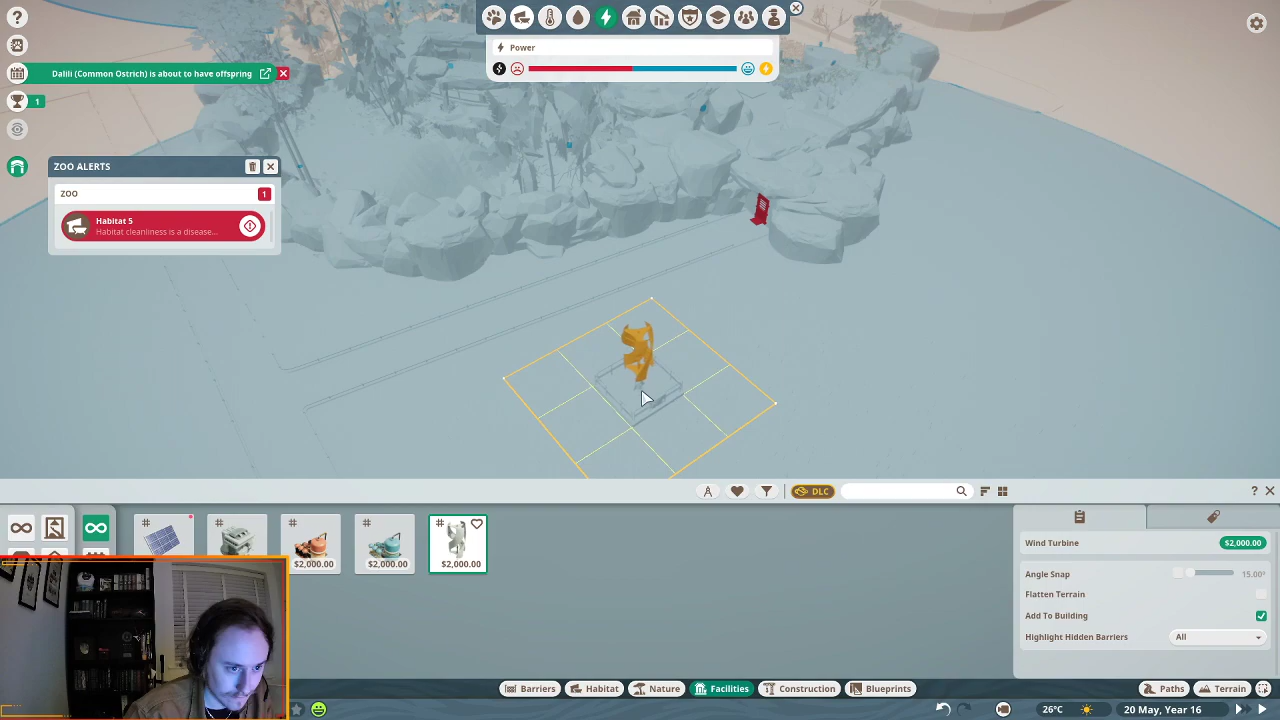 Power
Dalili (Common Ostrich) is about to have offspring
1
ZOO ALERTS
ZOO
1
Habitat 5
Habitat cleanliness is a disease...
DLC
$2,000.00
$2,000.00
$2,000.00
Wind Turbine
$2,000.00
Angle Snap
15.00°
Flatten Terrain
Add To Building
Highlight Hidden Barriers
All
Barriers
Habitat
Nature
Facilities
Construction
Blueprints
Paths
Terrain
26°C
20 May, Year 16